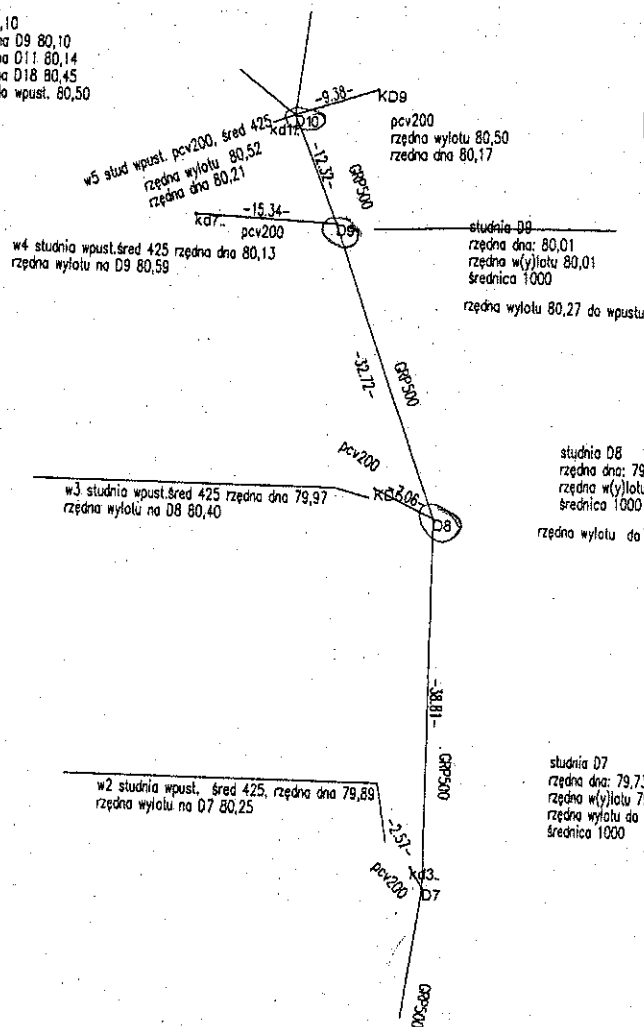 ,10
na D9 80,10
na D11 80,14
na D18 80,45
do wpust. 80,50
-9.38-
KD9
D10
kd11.
pcv200
rzędna wylotu 80,50
rzedna dna 80,17
w5 stud wpust. pcv200, śred 425
rzędna wylotu 80,52
rzędna dna 80,21
-12.32-
GRP500
-15.34-
kd7..
pcv200
D9
w4 studnia wpust.śred 425 rzędna dna 80,13
rzędna wylotu na D9 80,59
studnia D9
rzędna dna: 80,01
rzędna w(y)lotu 80,01
średnica 1000
rzędna wylotu 80,27 do wpustu
-32.72-
GRP500
pcv200
w3 studnia wpust.śred 425 rzędna dna 79,97
rzędna wylotu na D8 80,40
-7.06-
D8
studnia D8
rzędna dna: 79
rzędna w(y)lotu
średnica 1000
rzędna wylotu do
-38.81-
GRP500
w2 studnia wpust, śred 425, rzędna dna 79,89
rzędna wylotu na D7 80,25
-2.57-
kd3..
pcv200
D7
studnia D7
rzędna dna: 79,73
rzędna w(y)lotu 7
rzędna wylotu do
średnica 1000
GRP500